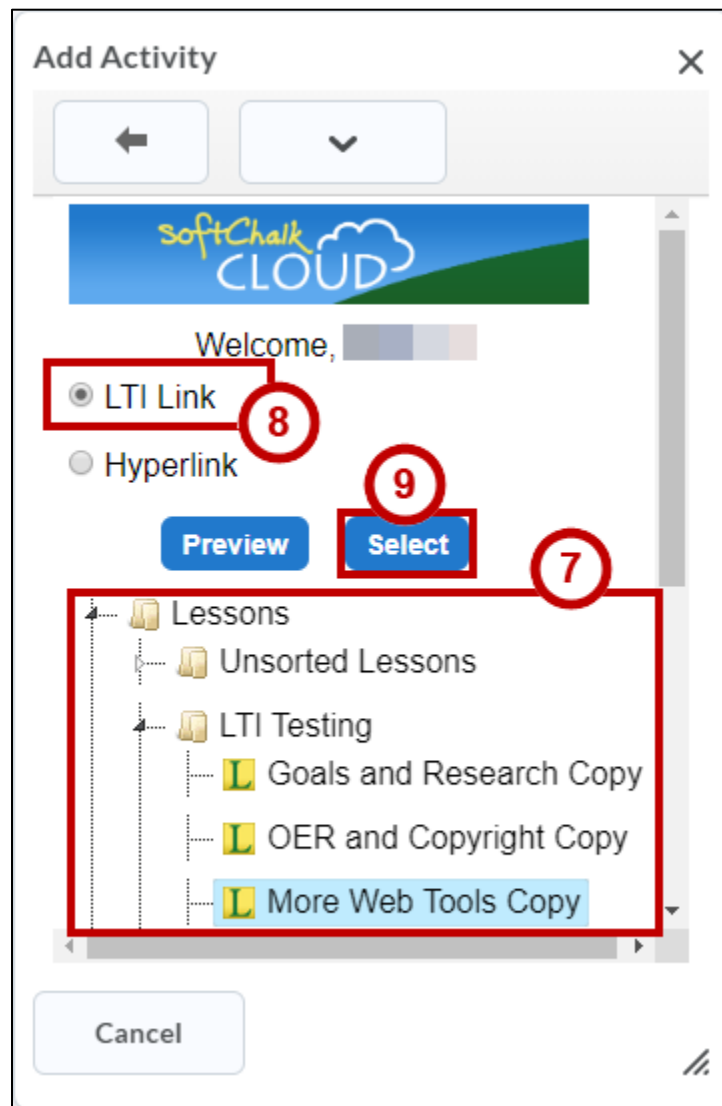 Add Activity
softChalk
CLOUD
Welcome,
LTI Link
8
Hyperlink
9
Preview Select
7
Lessons
Unsorted Lessons
LTI Testing
L Goals and Research Copy
L OER and Copyright Copy
L More Web Tools Copy
Cancel